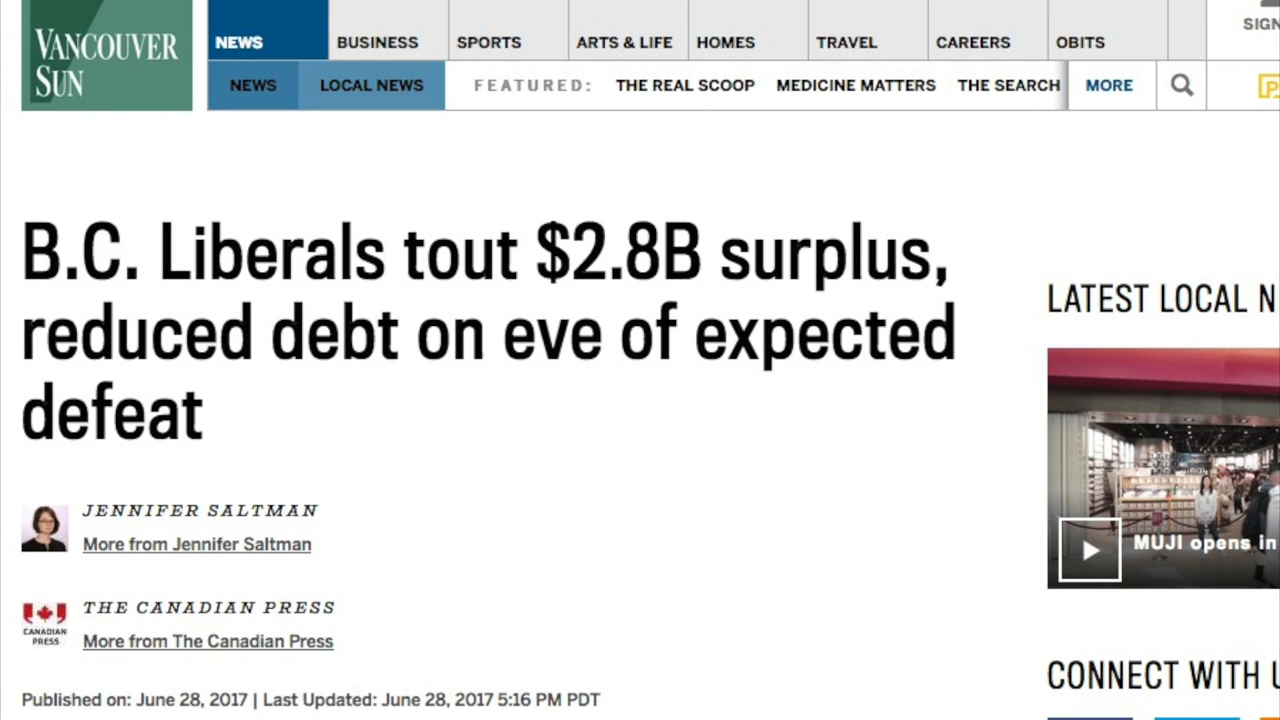 VANCOUVER
SUN
NEWS
BUSINESS
SPORTS
ARTS & LIFE
HOMES
TRAVEL
CAREERS
OBITS
SIGN
NEWS
LOCAL NEWS
FEATURED:
THE REAL SCOOP
MEDICINE MATTERS
THE SEARCH
MORE
P
B.C. Liberals tout $2.8B surplus,
reduced debt on eve of expected
defeat
JENNIFER SALTMAN
More from Jennifer Saltman
CANADIAN
PRESS
THE CANADIAN PRESS
More from The Canadian Press
Published on: June 28, 2017 | Last Updated: June 28, 2017 5:16 PM PDT
LATEST LOCAL N
MUJI opens in
CONNECT WITH U